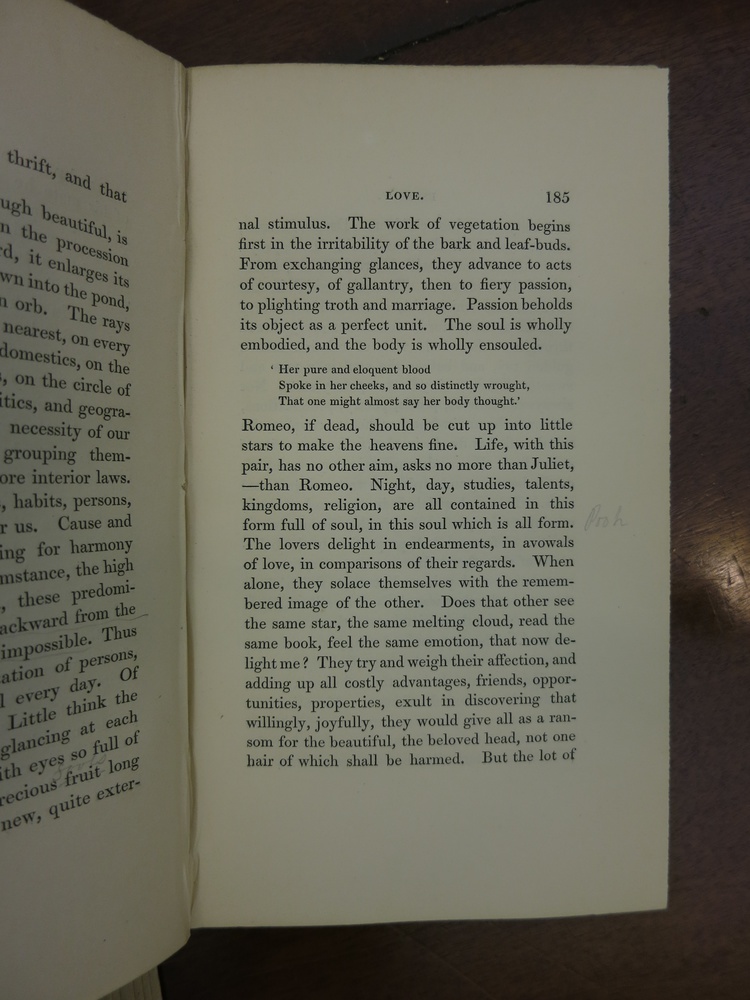 thrift, and that
ugh beautiful, is
n the procession
rd, it enlarges its
wn into the pond,
n orb. The rays
nearest, on every
domestics, on the
s, on the circle of
itics, and geogra-
necessity of our
grouping them-
ore interior laws.
, habits, persons,
r us. Cause and
ing for harmony
mstance, the high
, these predomi-
ackward from the
impossible. Thus
ation of persons,
l every day. Of
Little think the
glancing at each
ith eyes so full of
recious fruit long
new, quite exter-
LOVE. 185
nal stimulus. The work of vegetation begins
first in the irritability of the bark and leaf-buds.
From exchanging glances, they advance to acts
of courtesy, of gallantry, then to fiery passion,
to plighting troth and marriage. Passion beholds
its object as a perfect unit. The soul is wholly
embodied, and the body is wholly ensouled.
‘ Her pure and eloquent blood
Spoke in her cheeks, and so distinctly wrought,
That one might almost say her body thought.’
Romeo, if dead, should be cut up into little
stars to make the heavens fine. Life, with this
pair, has no other aim, asks no more than Juliet,
—than Romeo. Night, day, studies, talents,
kingdoms, religion, are all contained in this
form full of soul, in this soul which is all form.
Pooh
The lovers delight in endearments, in avowals
of love, in comparisons of their regards. When
alone, they solace themselves with the remem-
bered image of the other. Does that other see
the same star, the same melting cloud, read the
same book, feel the same emotion, that now de-
light me? They try and weigh their affection, and
adding up all costly advantages, friends, oppor-
tunities, properties, exult in discovering that
willingly, joyfully, they would give all as a ran-
som for the beautiful, the beloved head, not one
hair of which shall be harmed. But the lot of